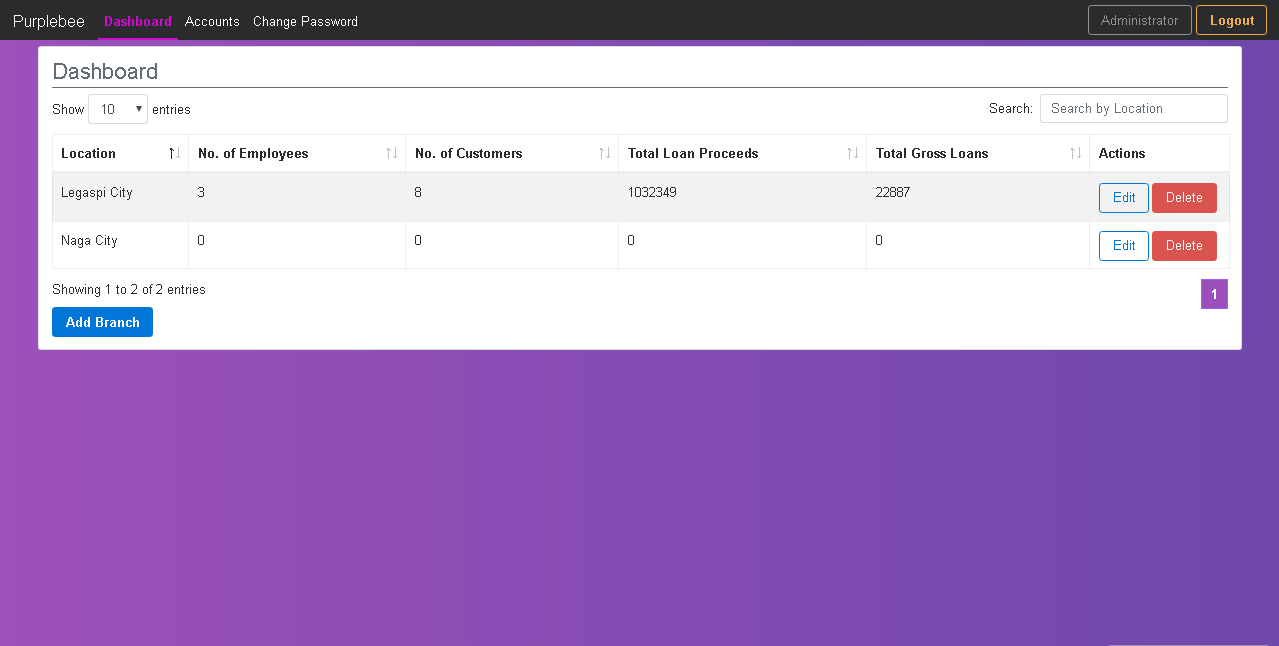 Purplebee Dashboard Accounts Change Password Administrator Logout
Dashboard
Show 10 entries Search: Search by Location
Location No. of Employees No. of Customers Total Loan Proceeds Total Gross Loans Actions
Legaspi City 3 8 1032349 22887 Edit Delete
Naga City 0 0 0 0 Edit Delete
Showing 1 to 2 of 2 entries 1
Add Branch